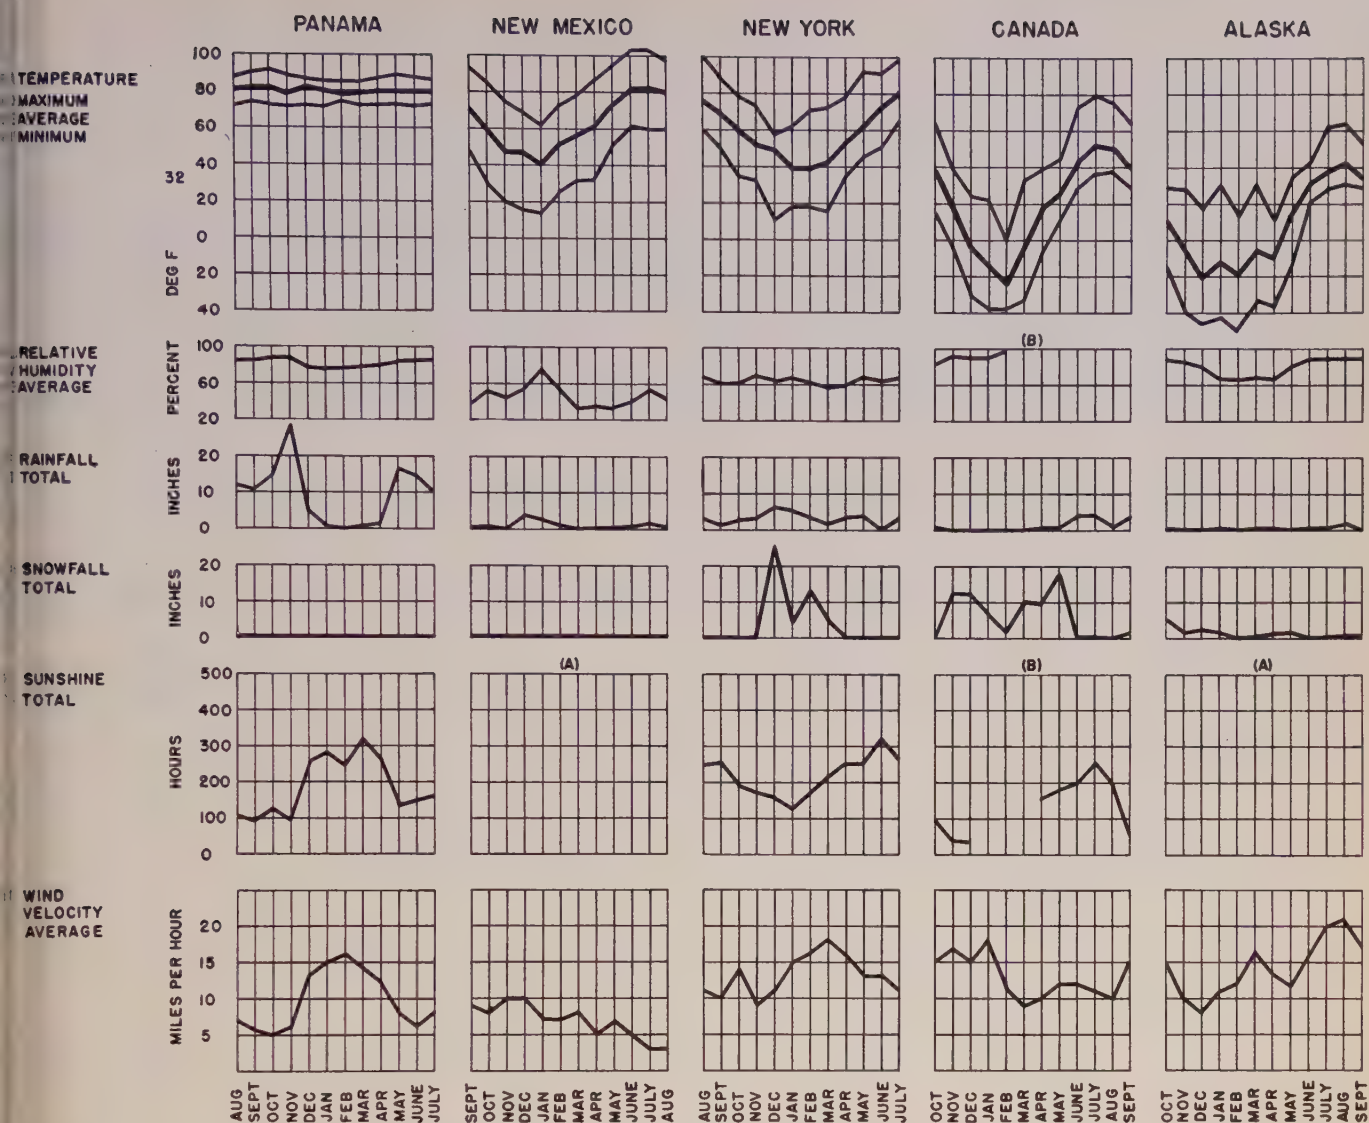 PANAMA NEW MEXICO NEW YORK CANADA ALASKA
TEMPERATURE
MAXIMUM
AVERAGE
MINIMUM
100
80
60
40
32
20
0
20
40
DEG F
RELATIVE
HUMIDITY
AVERAGE
PERCENT
100
60
20
(B)
RAINFALL
TOTAL
INCHES
20
10
0
SNOWFALL
TOTAL
INCHES
20
10
0
SUNSHINE
TOTAL
HOURS
500
400
300
200
100
0
(A) (B) (A)
WIND
VELOCITY
AVERAGE
MILES PER HOUR
20
15
10
5
AUG SEPT OCT NOV DEC JAN FEB MAR APR MAY JUNE JULY
SEPT OCT NOV DEC JAN FEB MAR APR MAY JUNE JULY AUG
AUG SEPT OCT NOV DEC JAN FEB MAR APR MAY JUNE JULY
OCT NOV DEC JAN FEB MAR APR MAY JUNE JULY AUG SEPT
OCT NOV DEC JAN FEB MAR APR MAY JUNE JULY AUG SEPT